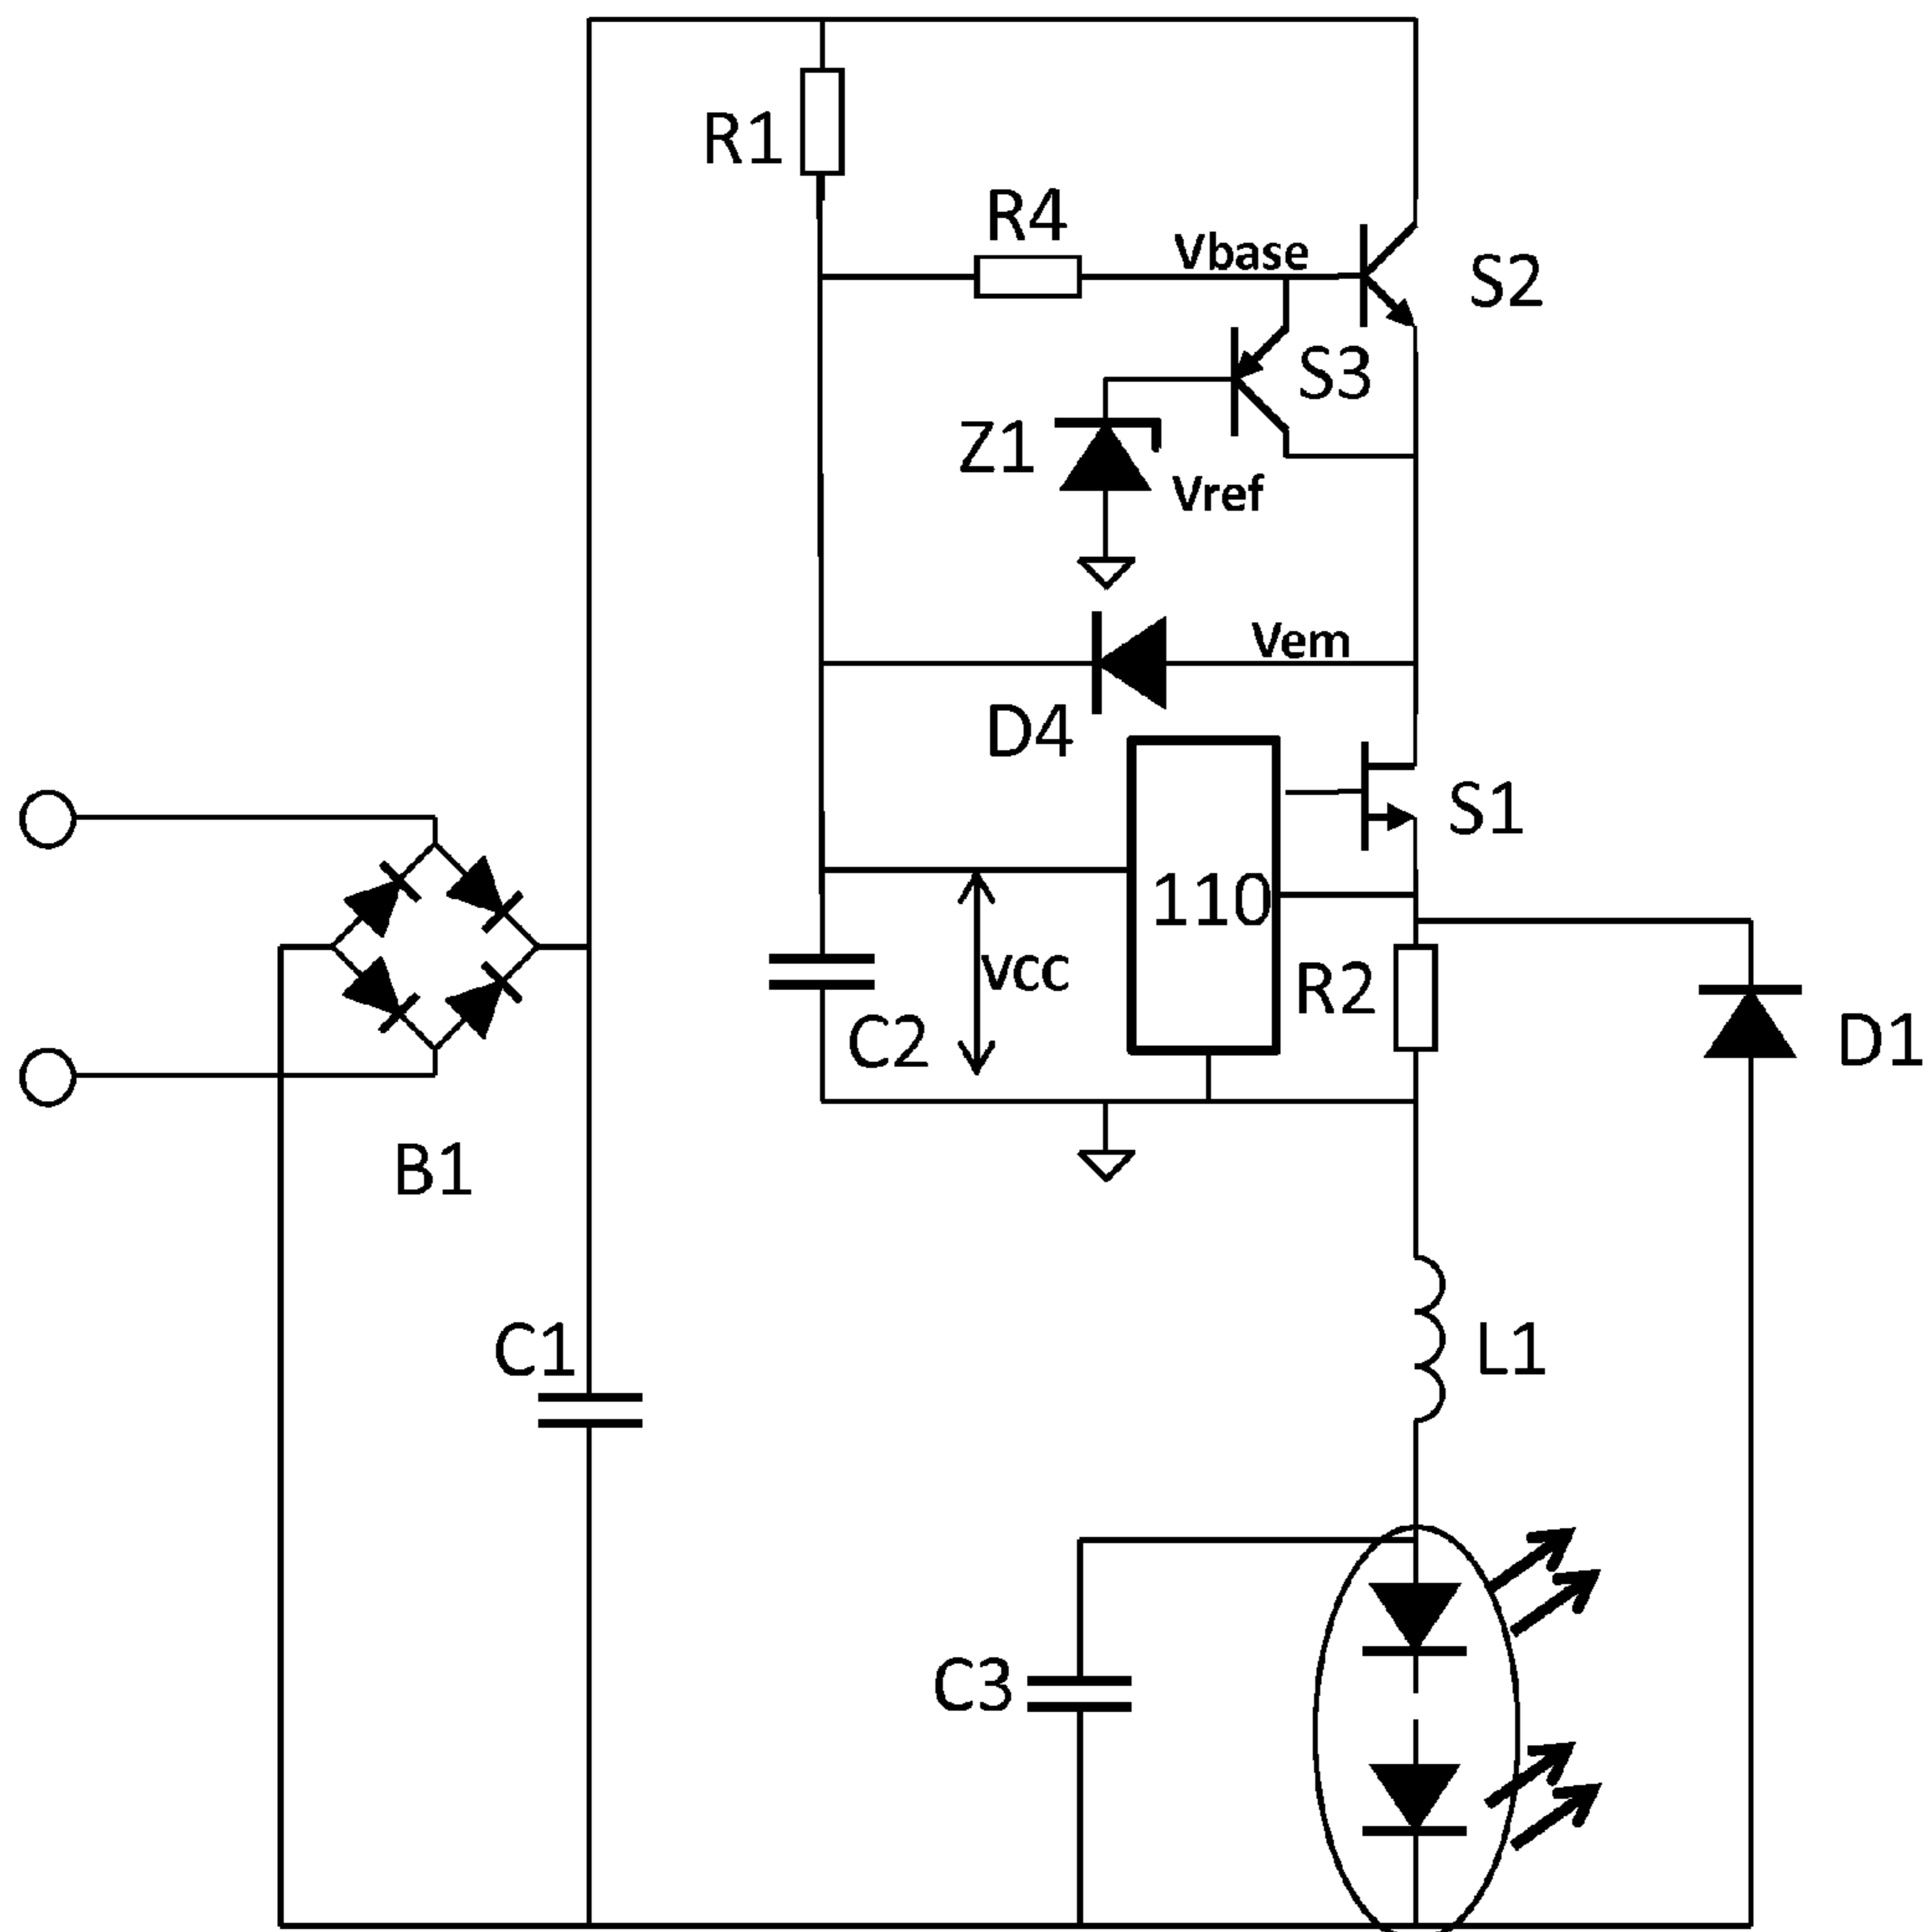 R1
R4
Vbase
S2
S3
Z1
Vref
Vem
D4
S1
110
vcc
R2
C2
D1
B1
C1
L1
C3